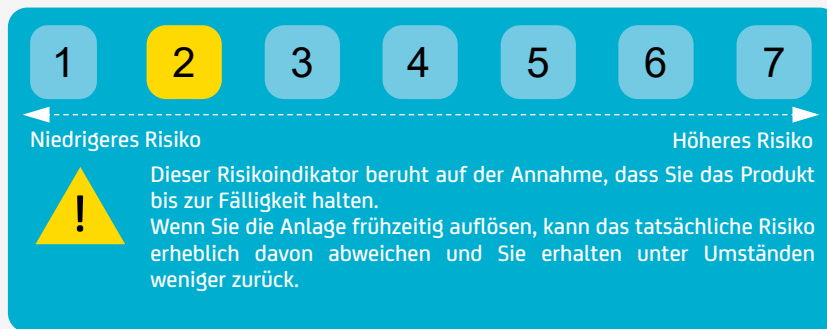 1 2 3 4 5 6 7
Niedrigeres Risiko Höheres Risiko
!
Dieser Risikoindikator beruht auf der Annahme, dass Sie das Produkt
bis zur Fälligkeit halten.
Wenn Sie die Anlage frühzeitig auflösen, kann das tatsächliche Risiko
erheblich davon abweichen und Sie erhalten unter Umständen
weniger zurück.